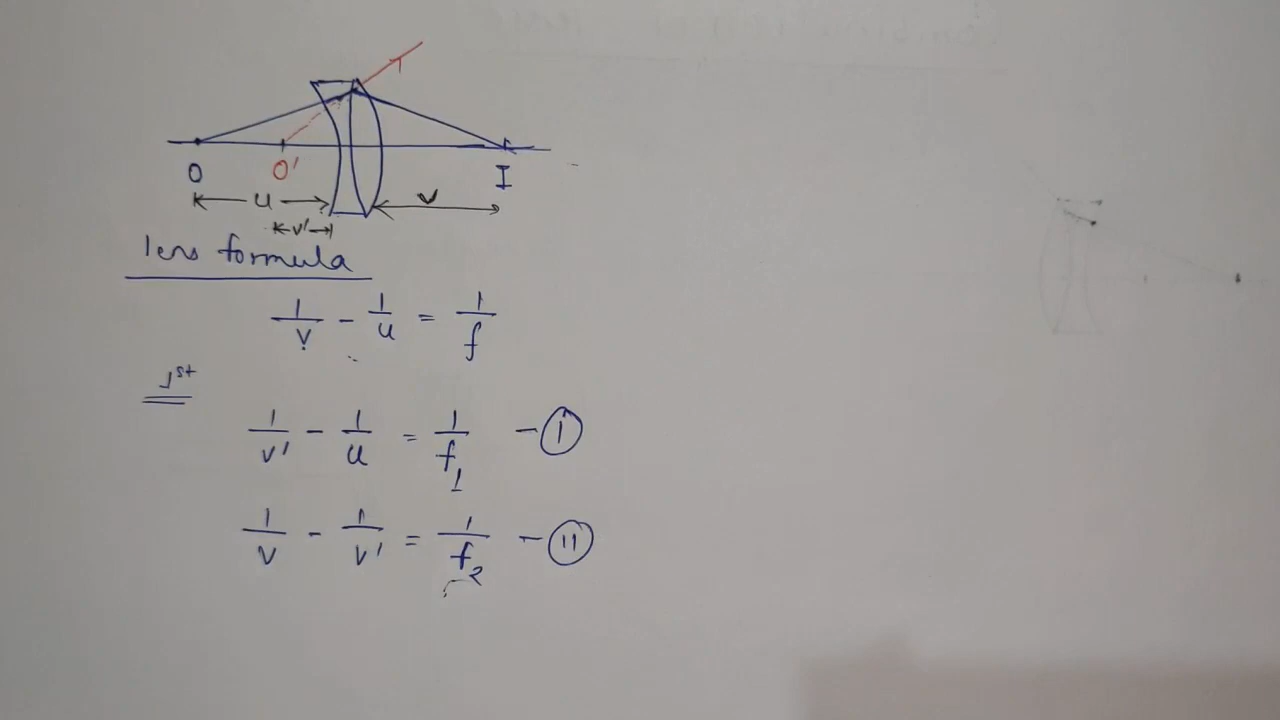 O O' I
u v
v'
lens formula
1/v - 1/u = 1/f
1st
1/v' - 1/u = 1/f1 - I
1/v - 1/v' = 1/f2 - II